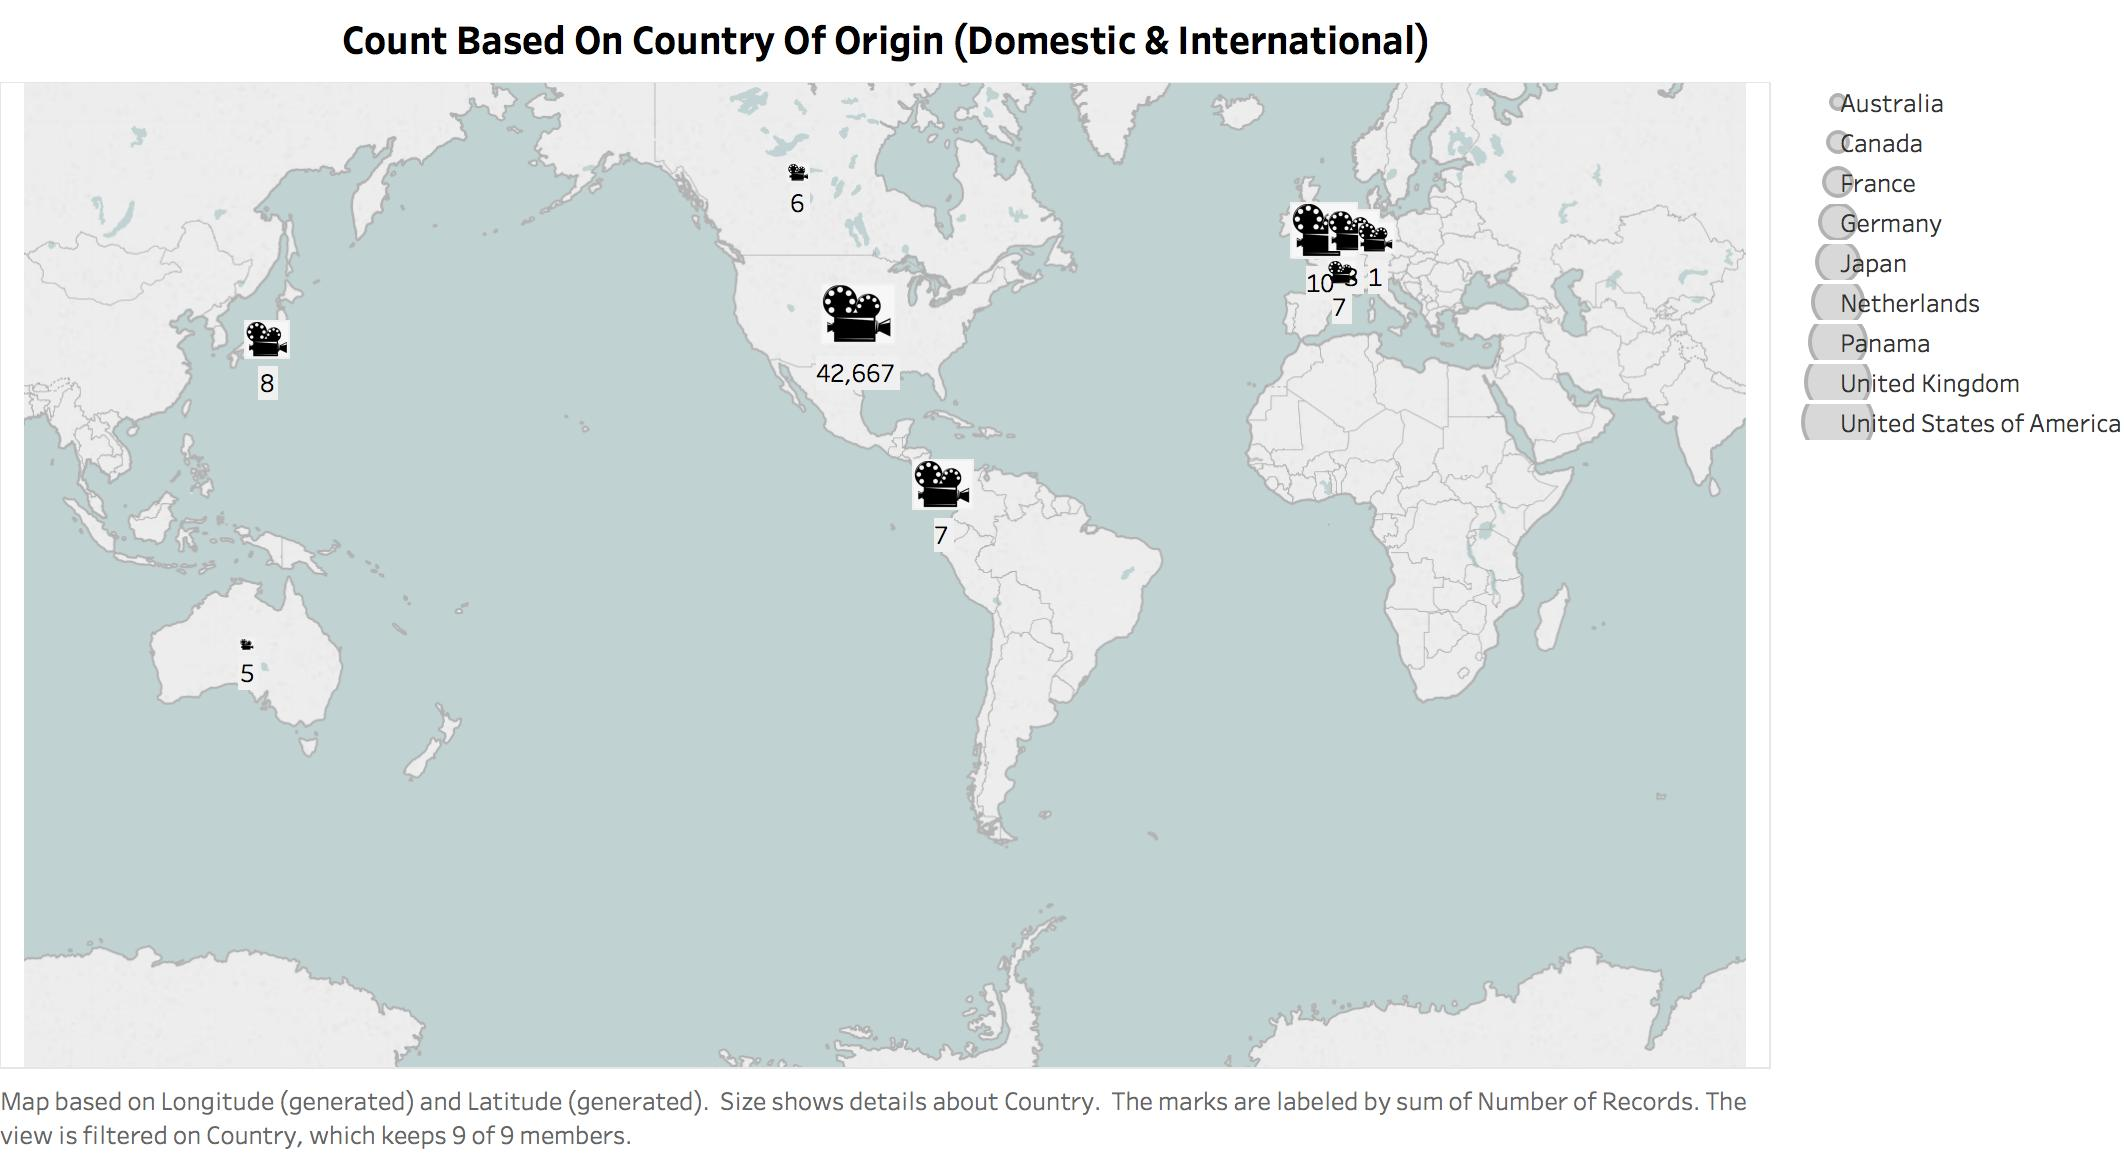 Count Based On Country Of Origin (Domestic & International)
Australia
Canada
France
Germany
Japan
Netherlands
Panama
United Kingdom
United States of America
6
10
3
1
7
42,667
8
7
5
Map based on Longitude (generated) and Latitude (generated).  Size shows details about Country.  The marks are labeled by sum of Number of Records. The
view is filtered on Country, which keeps 9 of 9 members.